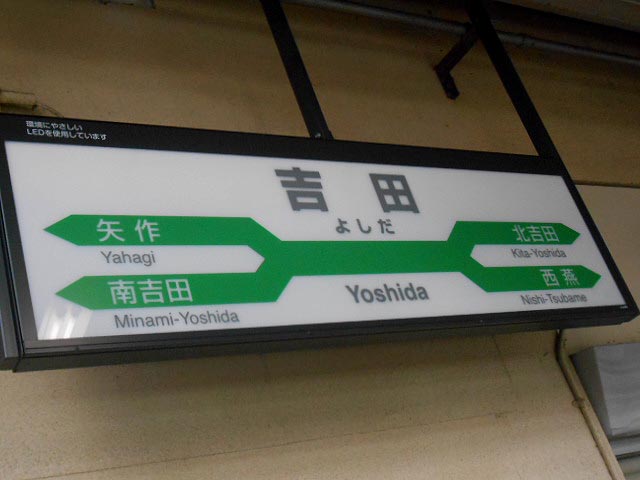 環境にやさしい
LEDを使用しています
吉田
よしだ
矢作
Yahagi
南吉田
Minami-Yoshida
Yoshida
北吉田
Kita-Yoshida
西燕
Nishi-Tsubame